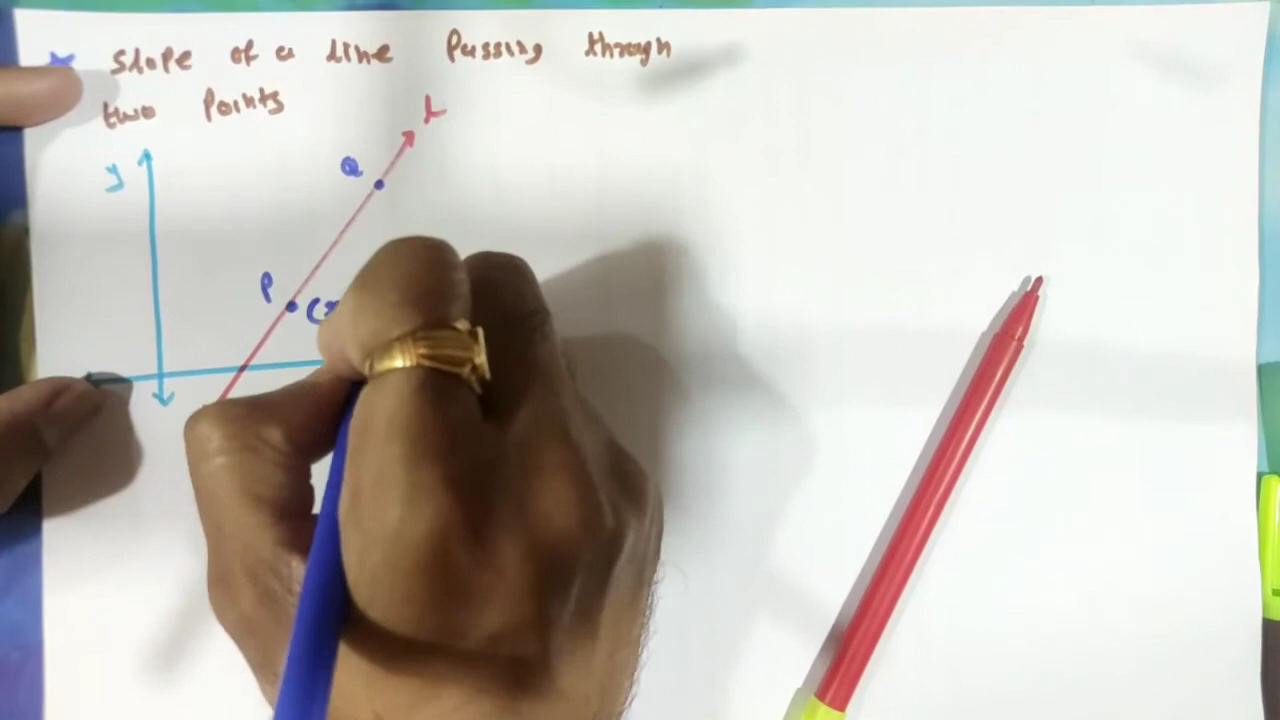 Slope of a line Passing through
two Points
L
y
Q
P (x